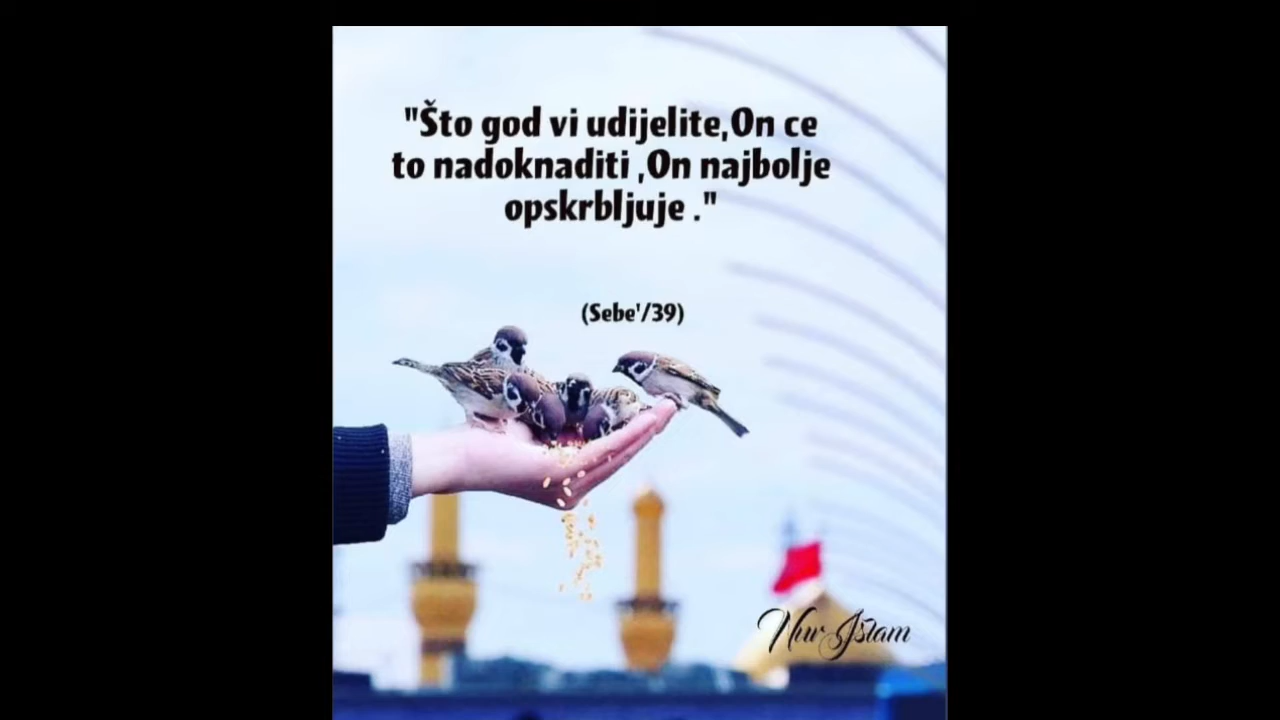 "Što god vi udijelite,On ce
to nadoknaditi ,On najbolje
opskrbljuje ."
(Sebe'/39)
Nur Islam